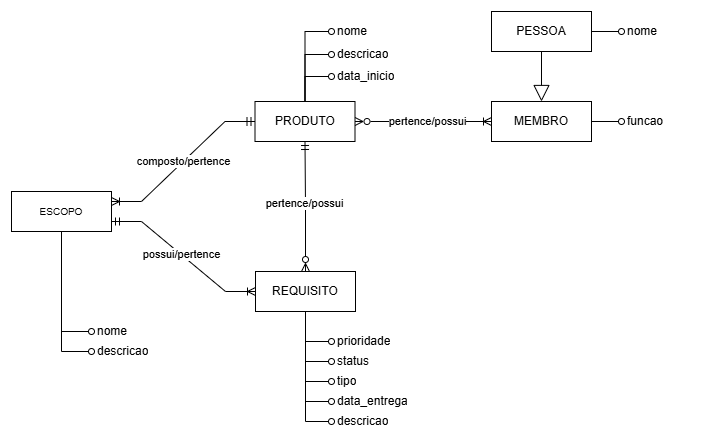 nome
PESSOA
nome
descricao
data_inicio
PRODUTO
pertence/possui
MEMBRO
funcao
composto/pertence
ESCOPO
pertence/possui
possui/pertence
REQUISITO
nome
descricao
prioridade
status
tipo
data_entrega
descricao